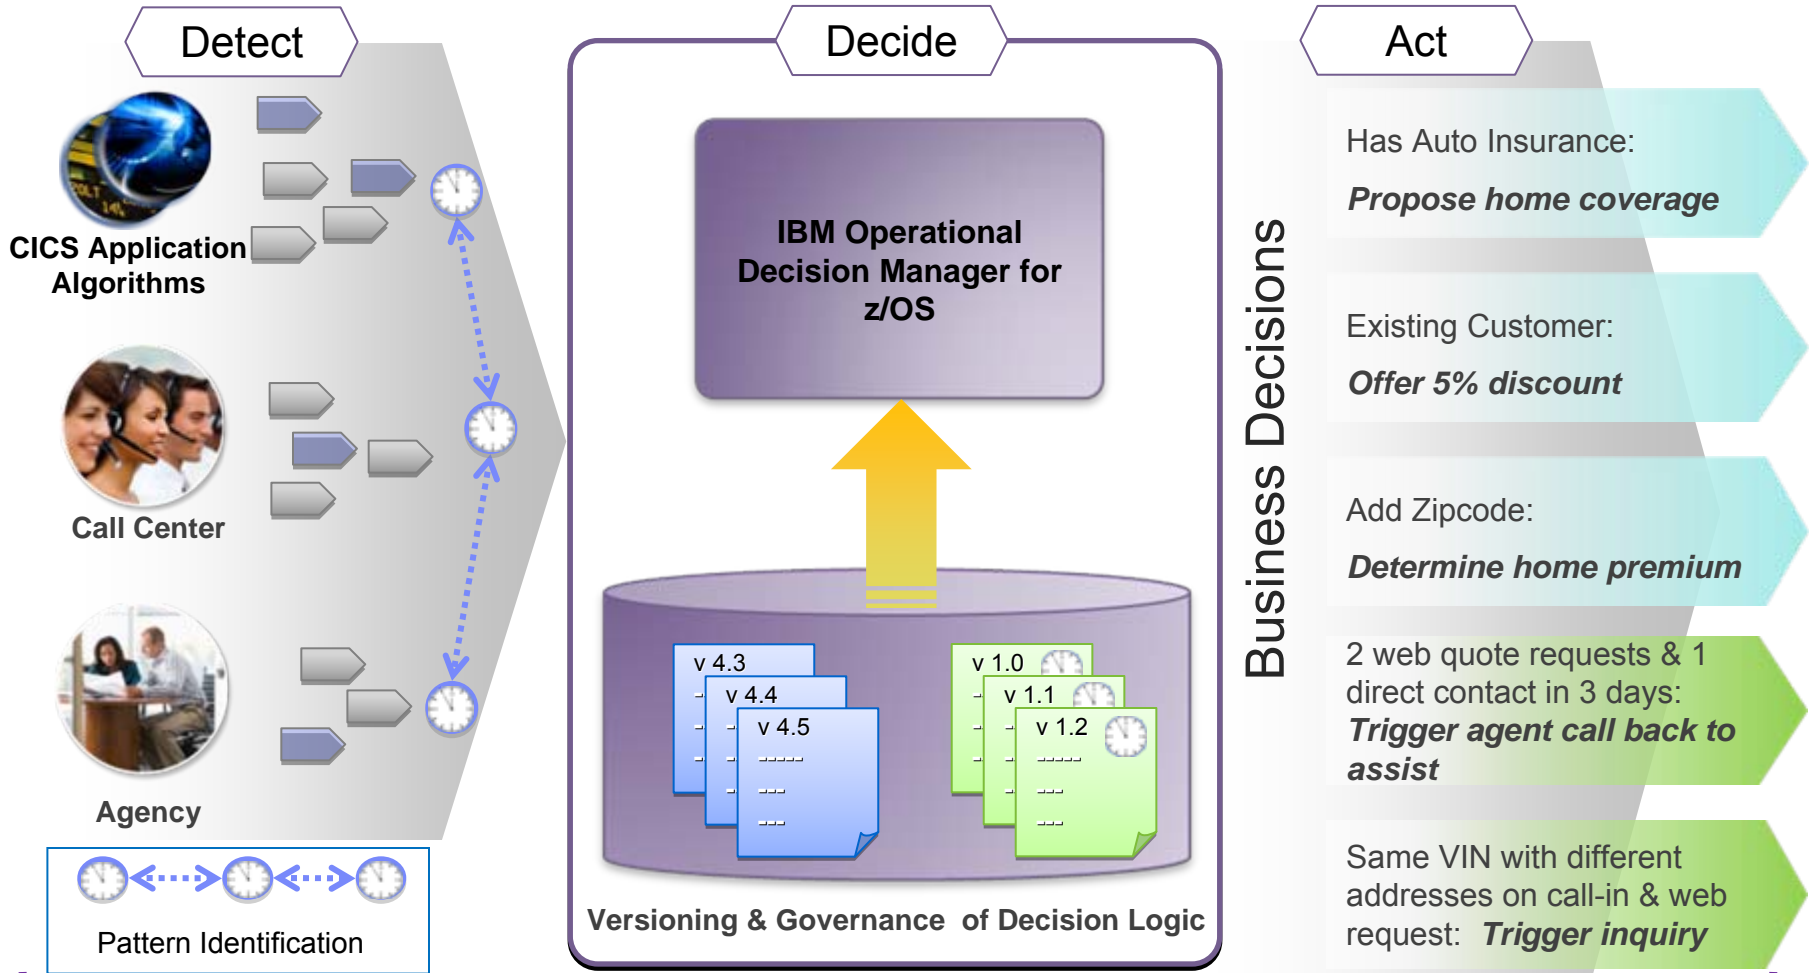 Detect
CICS Application
Algorithms
Call Center
Agency
Pattern Identification
Decide
IBM Operational
Decision Manager for
z/OS
v 4.3
v 4.4
v 4.5
-----
---
---
v 1.0
v 1.1
v 1.2
-----
---
---
Versioning & Governance of Decision Logic
Business Decisions
Act
Has Auto Insurance:
Propose home coverage
Existing Customer:
Offer 5% discount
Add Zipcode:
Determine home premium
2 web quote requests & 1
direct contact in 3 days:
Trigger agent call back to
assist
Same VIN with different
addresses on call-in & web
request: Trigger inquiry